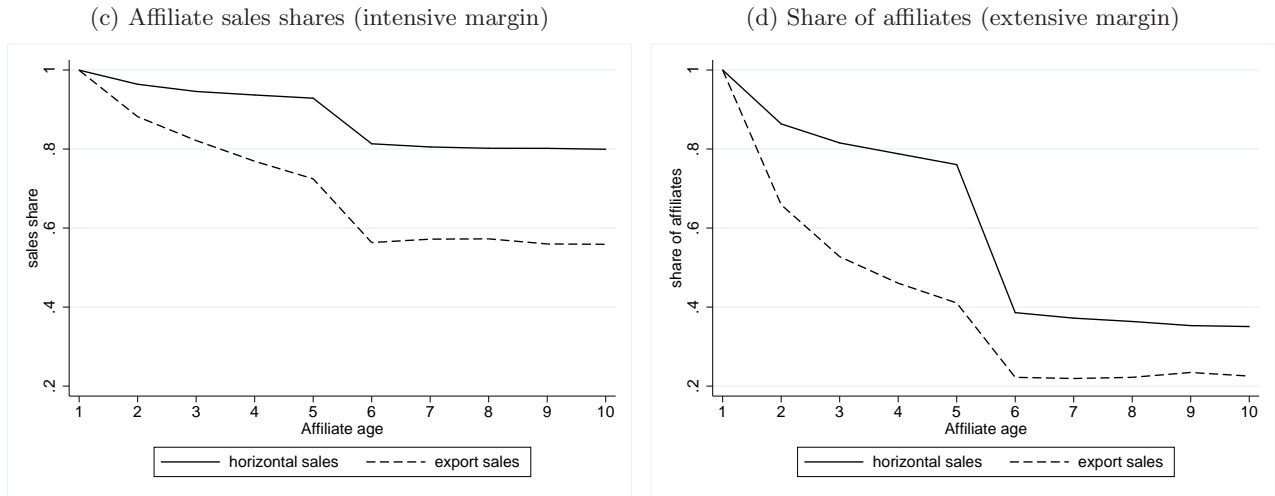 (c) Affiliate sales shares (intensive margin)
sales share
1
.8
.6
.4
.2
1 2 3 4 5 6 7 8 9 10
Affiliate age
horizontal sales export sales
(d) Share of affiliates (extensive margin)
share of affiliates
1
.8
.6
.4
.2
1 2 3 4 5 6 7 8 9 10
Affiliate age
horizontal sales export sales